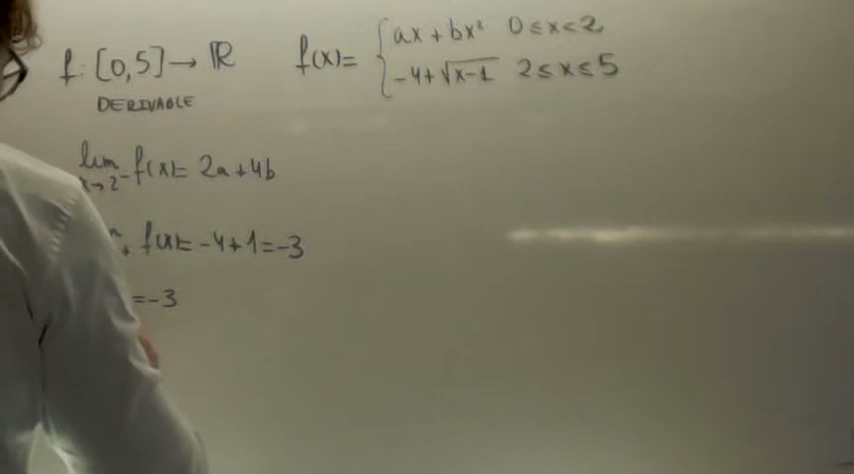 f: [0,5] → ℝ f(x)= { ax + bx² 0 ≤ x < 2
DERIVABLE -4+√x-1 2 ≤ x ≤ 5
lim x→2⁻ f(x)= 2a+4b
f(x)= -4+1=-3
=-3